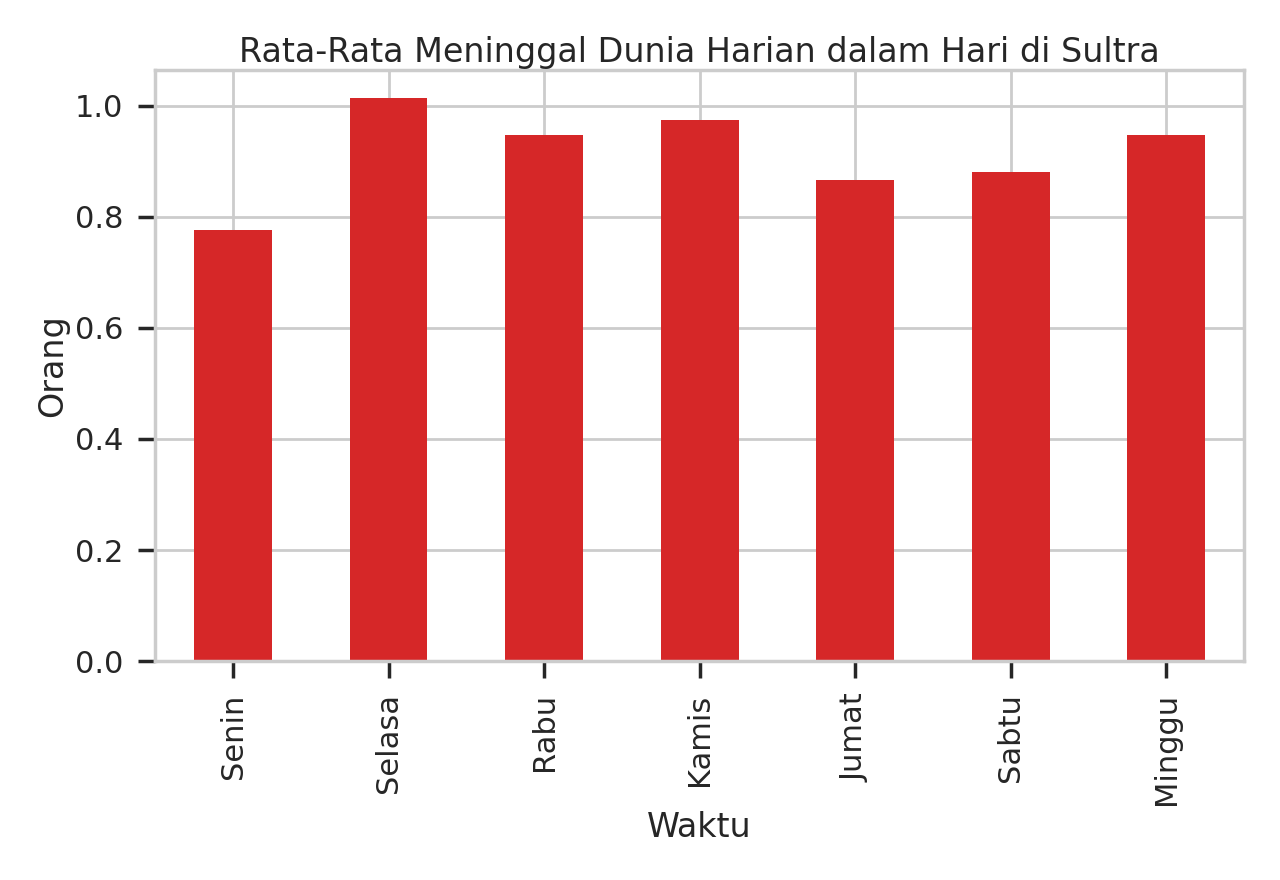 Rata-Rata Meninggal Dunia Harian dalam Hari di Sultra
Orang
1.0
0.8
0.6
0.4
0.2
0.0
Senin
Selasa
Rabu
Kamis
Jumat
Sabtu
Minggu
Waktu